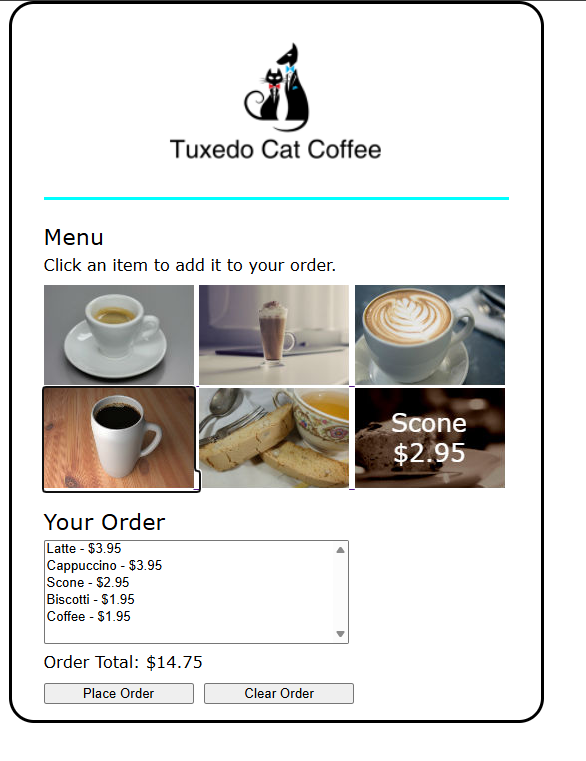 Tuxedo Cat Coffee
Menu
Click an item to add it to your order.
Scone
$2.95
Your Order
Latte - $3.95
Cappuccino - $3.95
Scone - $2.95
Biscotti - $1.95
Coffee - $1.95
Order Total: $14.75
Place Order
Clear Order